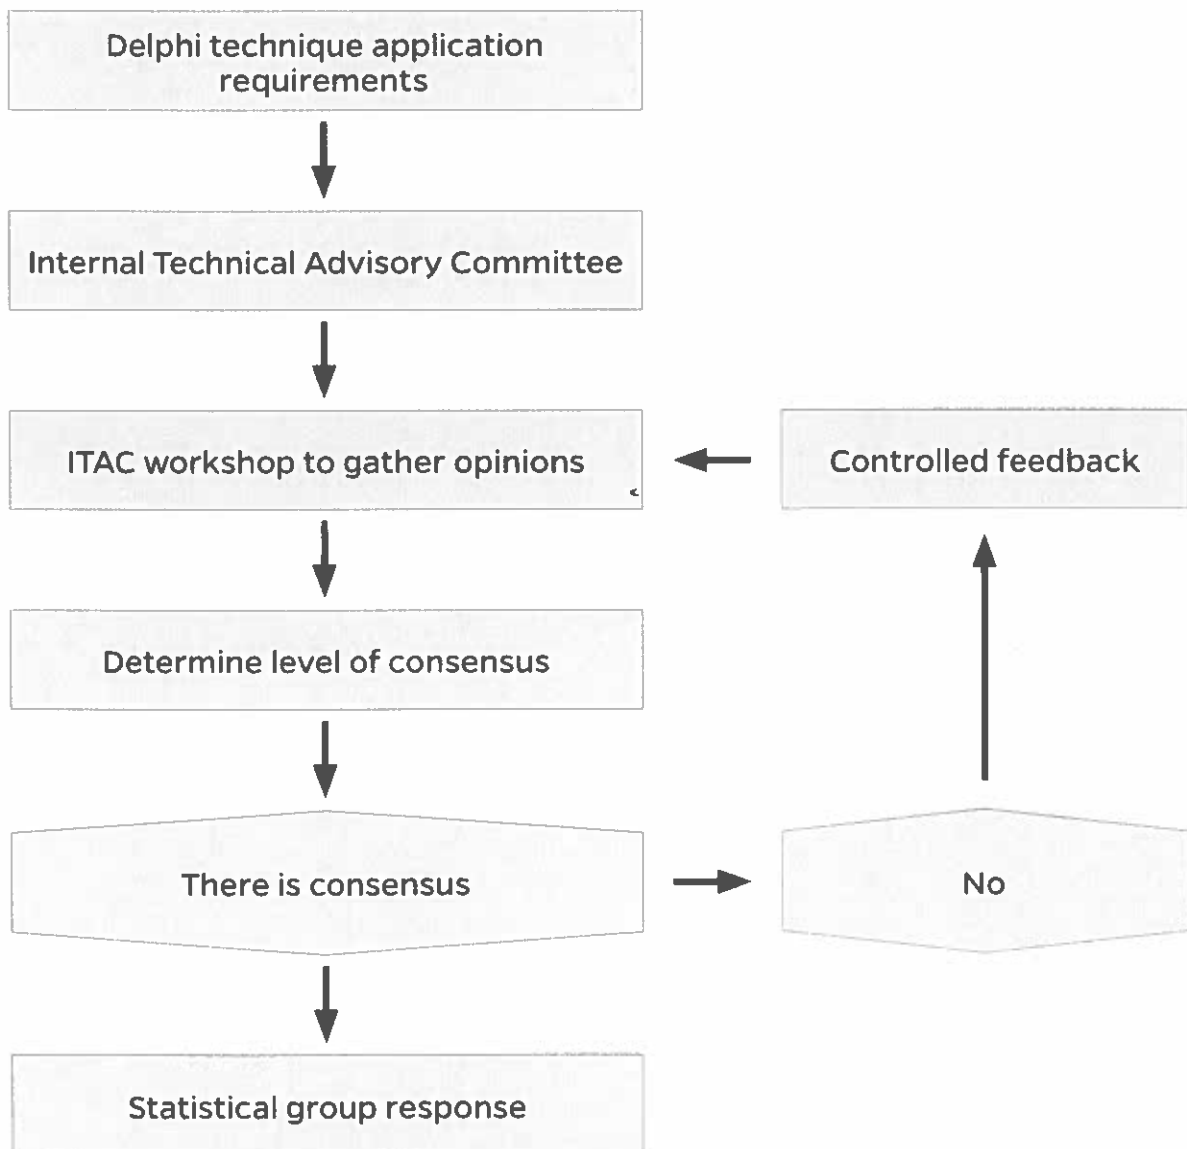 Delphi technique application
requirements
Internal Technical Advisory Committee
ITAC workshop to gather opinions
Controlled feedback
Determine level of consensus
There is consensus
No
Statistical group response